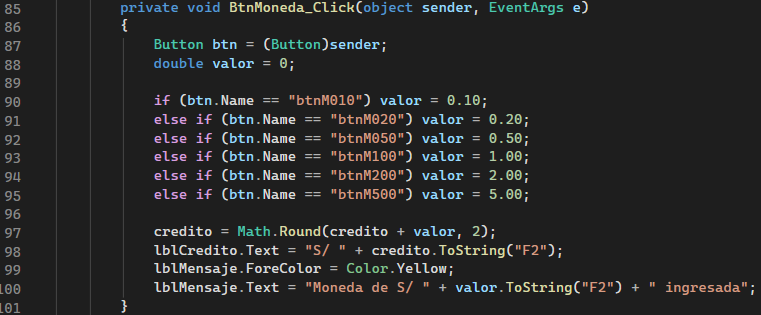 85 private void BtnMoneda_Click(object sender, EventArgs e)
86 {
87 Button btn = (Button)sender;
88 double valor = 0;
89
90 if (btn.Name == "btnM010") valor = 0.10;
91 else if (btn.Name == "btnM020") valor = 0.20;
92 else if (btn.Name == "btnM050") valor = 0.50;
93 else if (btn.Name == "btnM100") valor = 1.00;
94 else if (btn.Name == "btnM200") valor = 2.00;
95 else if (btn.Name == "btnM500") valor = 5.00;
96
97 credito = Math.Round(credito + valor, 2);
98 lblCredito.Text = "S/ " + credito.ToString("F2");
99 lblMensaje.ForeColor = Color.Yellow;
100 lblMensaje.Text = "Moneda de S/ " + valor.ToString("F2") + " ingresada";
101 }